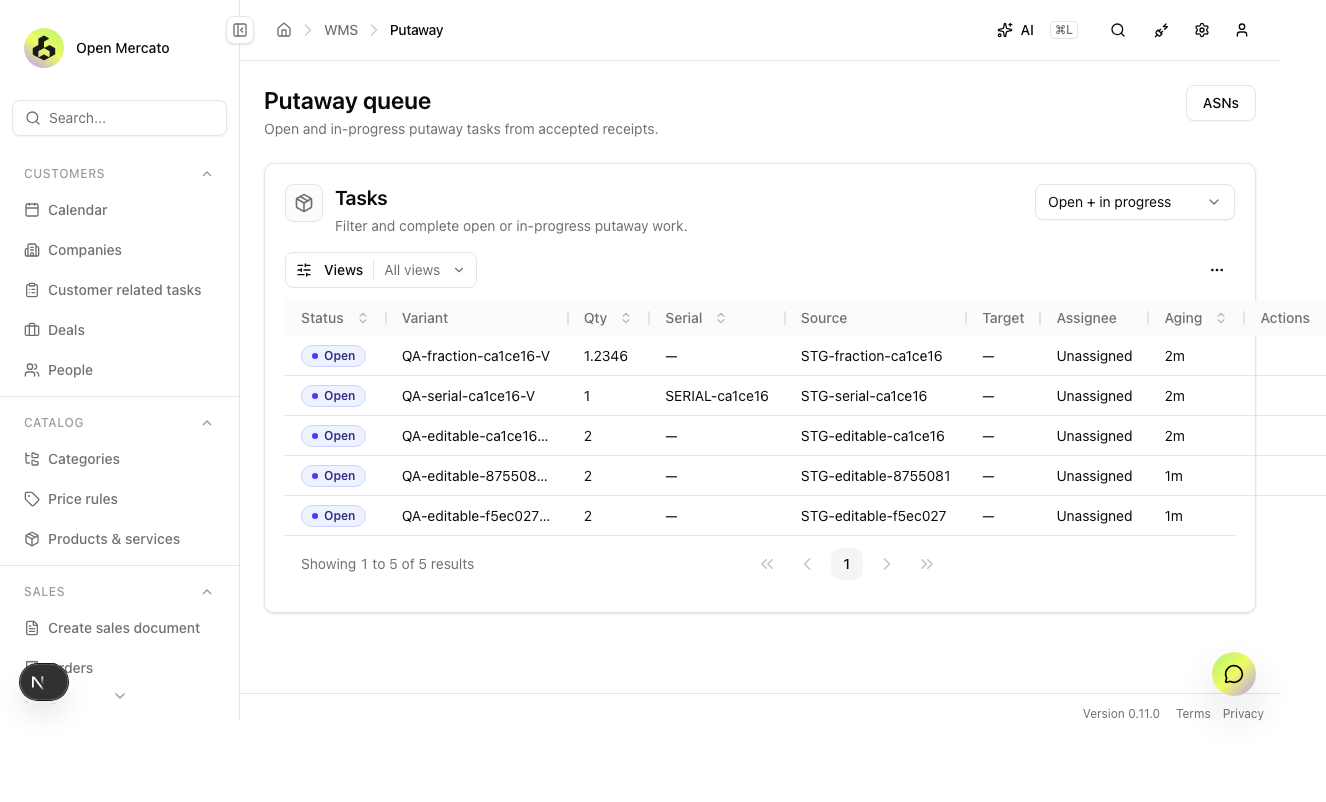 Open Mercato
WMS
Putaway
AI
⌘L
Search...
Putaway queue
Open and in-progress putaway tasks from accepted receipts.
ASNs
CUSTOMERS
Calendar
Companies
Customer related tasks
Deals
People
CATALOG
Categories
Price rules
Products & services
SALES
Create sales document
rders
N
Tasks
Filter and complete open or in-progress putaway work.
Open + in progress
Views
All views
Status Variant Qty Serial Source Target Assignee Aging Actions
Open QA-fraction-ca1ce16-V 1.2346 — STG-fraction-ca1ce16 — Unassigned 2m
Open QA-serial-ca1ce16-V 1 SERIAL-ca1ce16 STG-serial-ca1ce16 — Unassigned 2m
Open QA-editable-ca1ce16... 2 — STG-editable-ca1ce16 — Unassigned 2m
Open QA-editable-875508... 2 — STG-editable-8755081 — Unassigned 1m
Open QA-editable-f5ec027... 2 — STG-editable-f5ec027 — Unassigned 1m
Showing 1 to 5 of 5 results
1
Version 0.11.0
Terms
Privacy